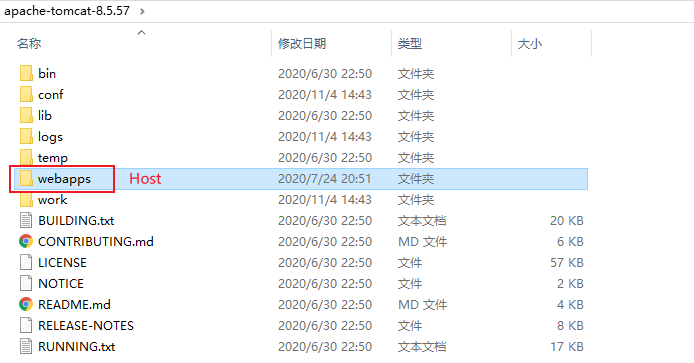 apache-tomcat-8.5.57
名称 修改日期 类型 大小
bin 2020/6/30 22:50 文件夹
conf 2020/11/4 14:43 文件夹
lib 2020/6/30 22:50 文件夹
logs 2020/11/4 14:43 文件夹
temp 2020/6/30 22:50 文件夹
webapps Host 2020/7/24 20:51 文件夹
work 2020/11/4 14:43 文件夹
BUILDING.txt 2020/6/30 22:50 文本文档 20 KB
CONTRIBUTING.md 2020/6/30 22:50 MD 文件 6 KB
LICENSE 2020/6/30 22:50 文件 57 KB
NOTICE 2020/6/30 22:50 文件 2 KB
README.md 2020/6/30 22:50 MD 文件 4 KB
RELEASE-NOTES 2020/6/30 22:50 文件 8 KB
RUNNING.txt 2020/6/30 22:50 文本文档 17 KB